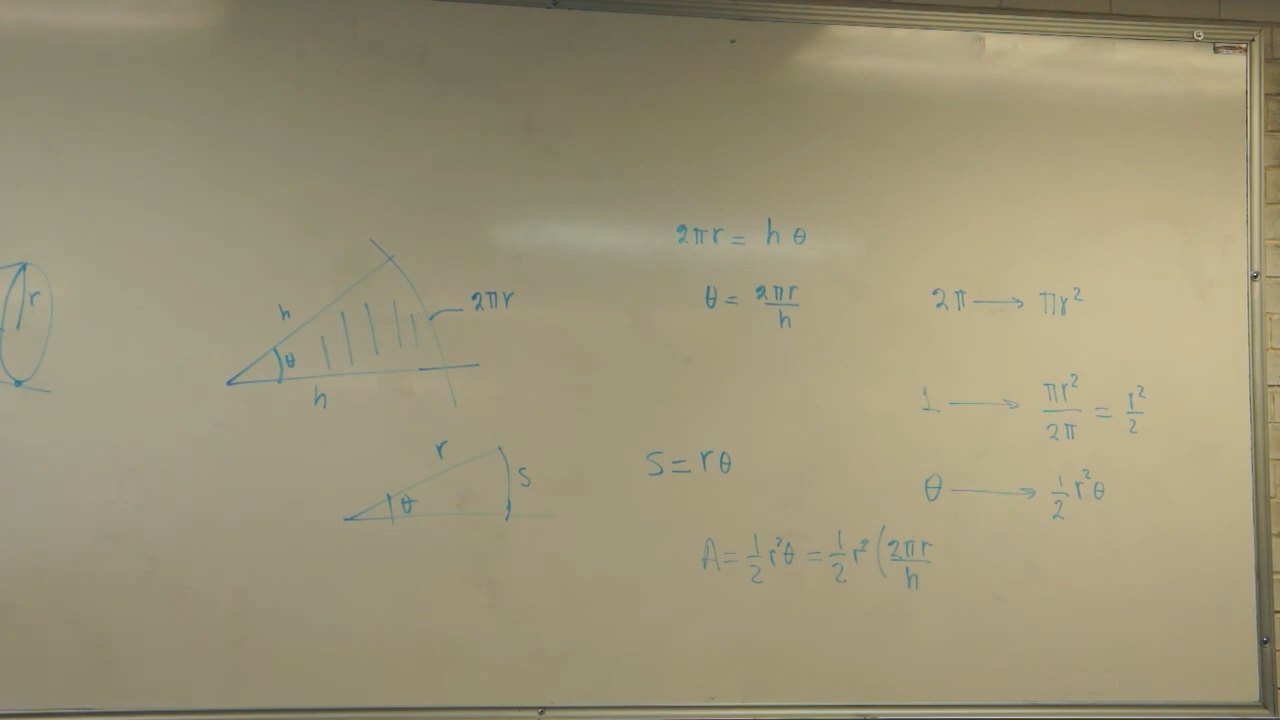 r
h
θ
h
2πr
r
θ
s
2πr = h θ
θ = 2πr/h
s = rθ
A = 1/2 r²θ = 1/2 r² (2πr/h
2π → πr²
1 → πr²/2π = r²/2
θ → 1/2 r²θ